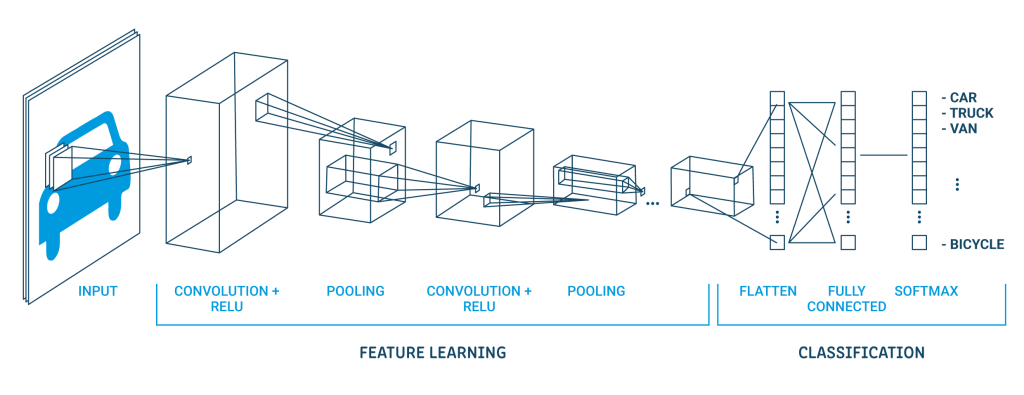 - CAR
- TRUCK
- VAN
- BICYCLE
INPUT
CONVOLUTION +
RELU
POOLING
CONVOLUTION +
RELU
POOLING
FLATTEN
FULLY
CONNECTED
SOFTMAX
FEATURE LEARNING
CLASSIFICATION